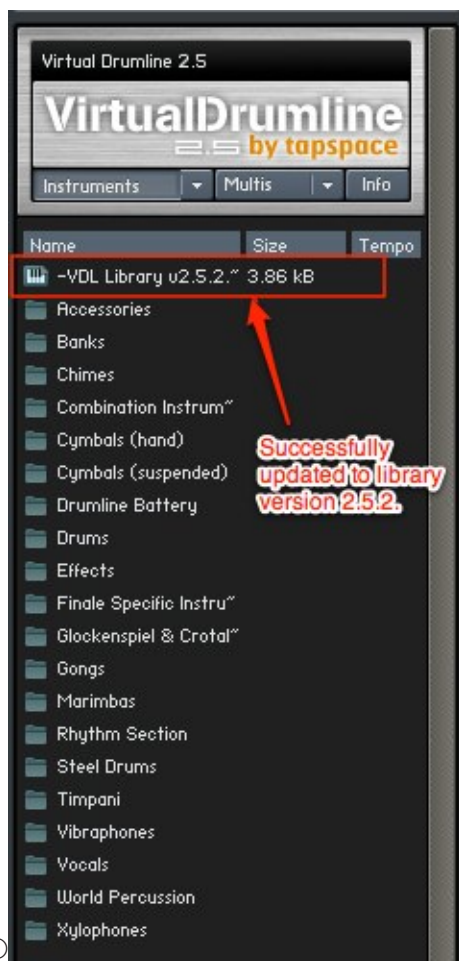 Virtual Drumline 2.5
VirtualDrumline
2.5 by tapspace
Instruments Multis Info
Name Size Tempo
-VDL Library v2.5.2.~ 3.86 kB
Accessories
Banks
Chimes
Combination Instrum~
Cymbals (hand)
Cymbals (suspended)
Drumline Battery
Drums
Effects
Finale Specific Instru~
Glockenspiel & Crotal~
Gongs
Marimbas
Rhythm Section
Steel Drums
Timpani
Vibraphones
Vocals
World Percussion
Xylophones
Successfully
updated to library
version 2.5.2.